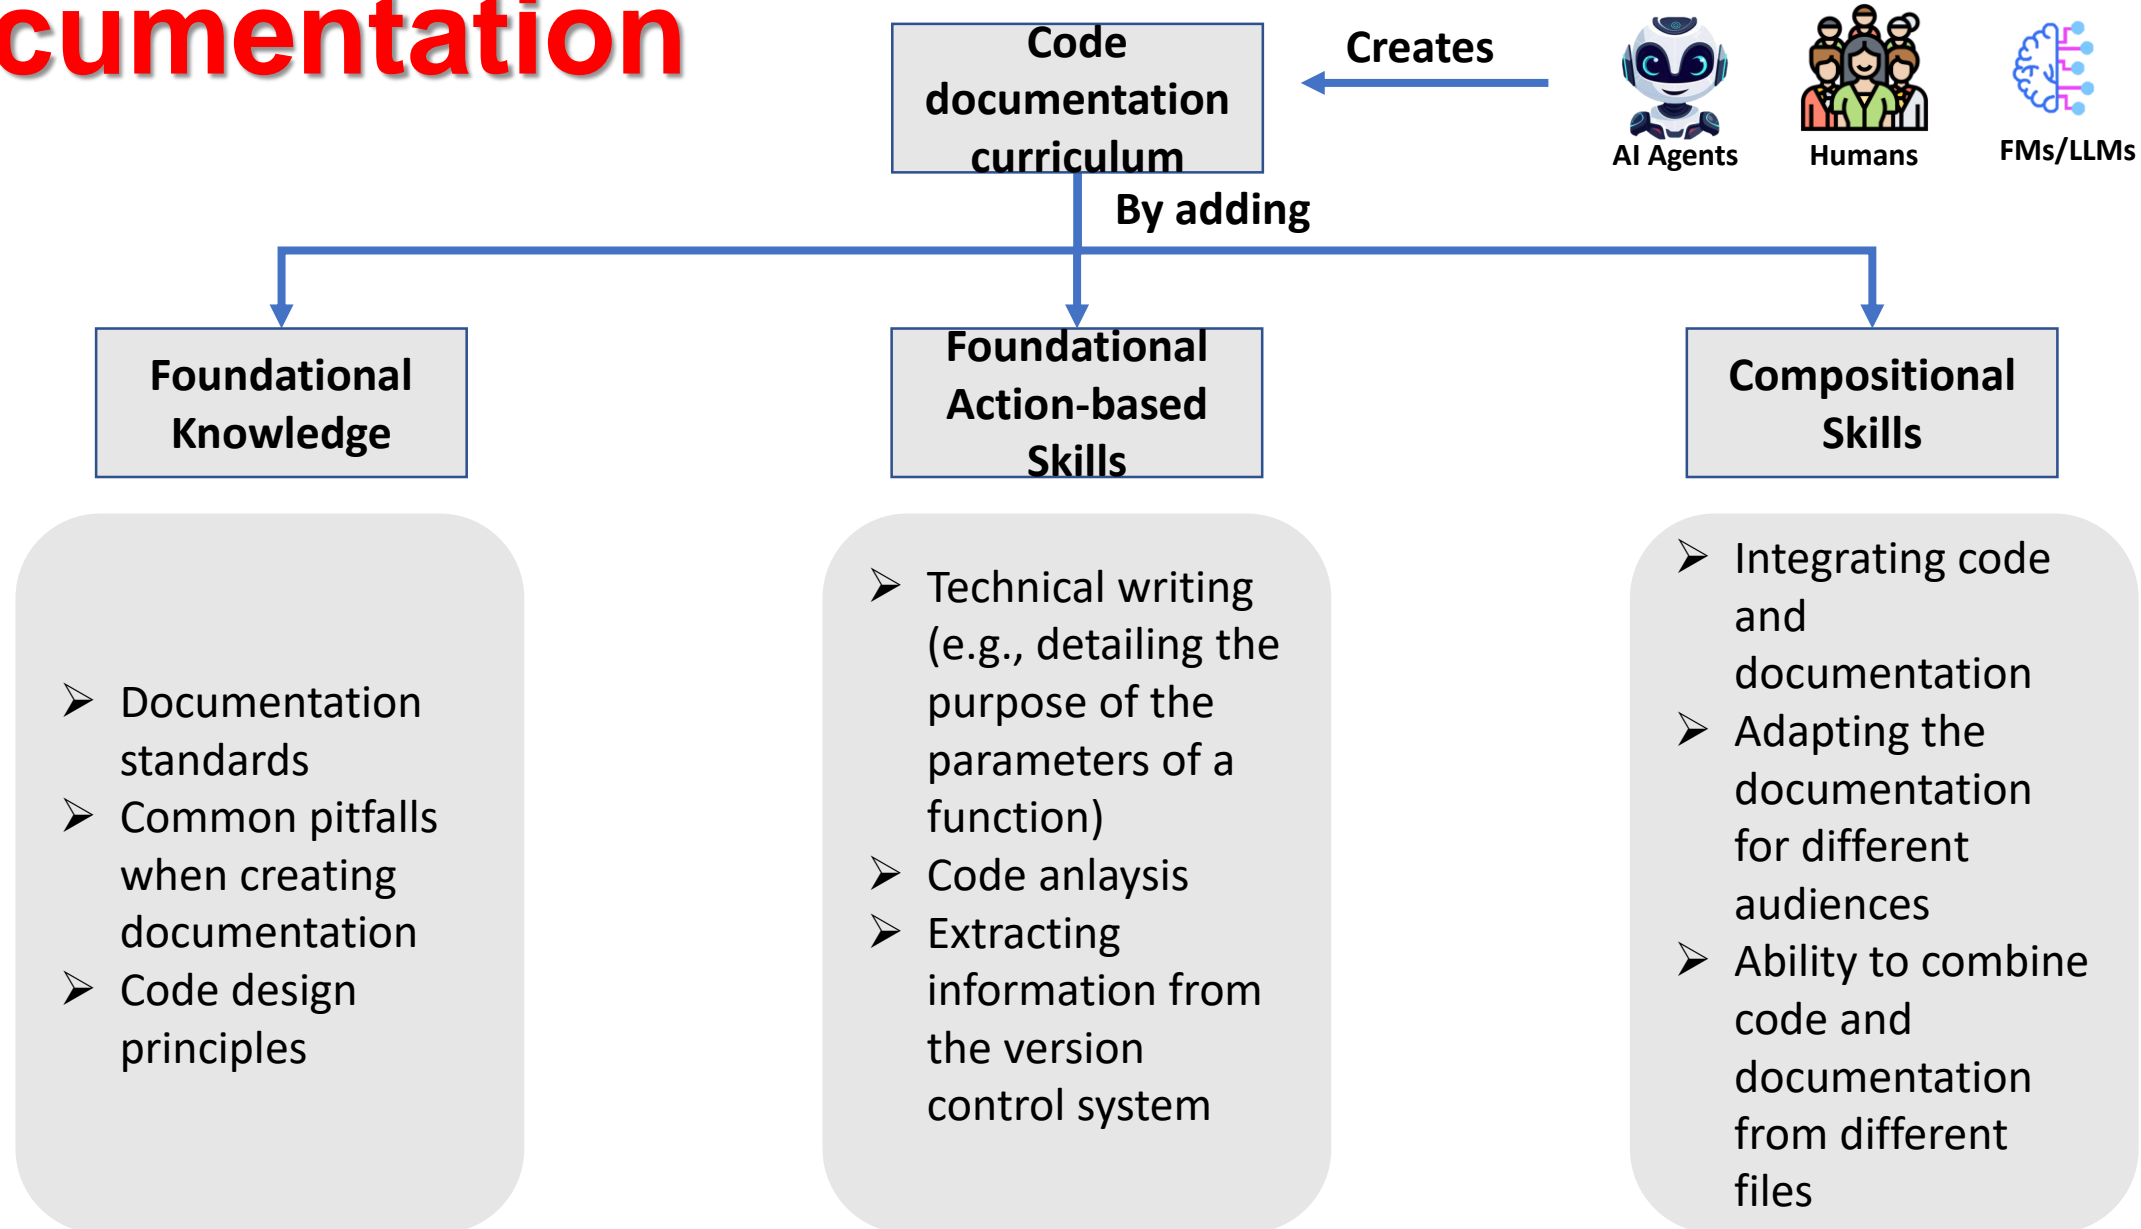 cumentation
Code
documentation
curriculum
Creates
AI Agents
Humans
FMs/LLMs
By adding
Foundational
Knowledge
Foundational
Action-based
Skills
Compositional
Skills
➢ Documentation
standards
➢ Common pitfalls
when creating
documentation
➢ Code design
principles
➢ Technical writing
(e.g., detailing the
purpose of the
parameters of a
function)
➢ Code anlaysis
➢ Extracting
information from
the version
control system
➢ Integrating code
and
documentation
➢ Adapting the
documentation
for different
audiences
➢ Ability to combine
code and
documentation
from different
files